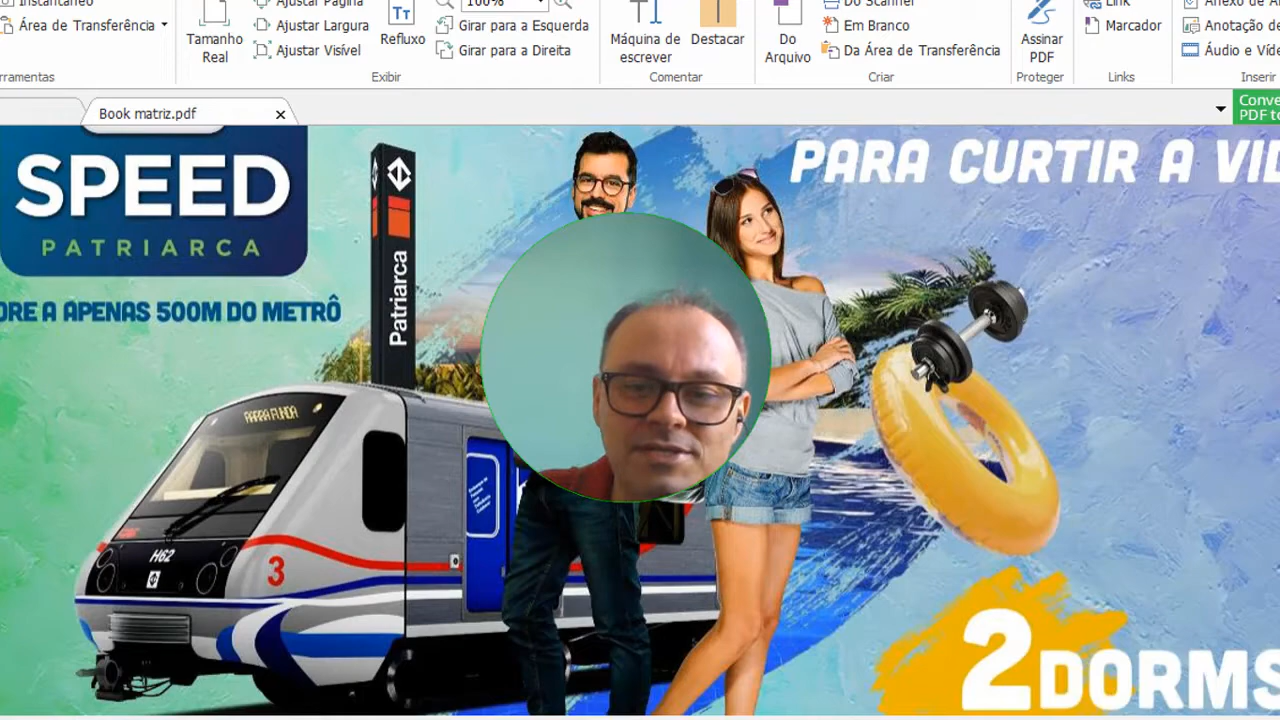 Instantâneo
Área de Transferência
rramentas
Tamanho
Real
Ajustar Página
Ajustar Largura
Ajustar Visível
Refluxo
100%
Girar para a Esquerda
Girar para a Direita
Exibir
Máquina de
escrever
Destacar
Comentar
Do
Arquivo
Do Scanner
Em Branco
Da Área de Transferência
Criar
Assinar
PDF
Proteger
Link
Marcador
Links
Anexo de A
Anotação de
Áudio e Víde
Inserir
Book matriz.pdf
Conve
PDF to
SPEED
PATRIARCA
ORE A APENAS 500M DO METRÔ
Patriarca
PARA CURTIR A VID
H62
3
2 DORMS